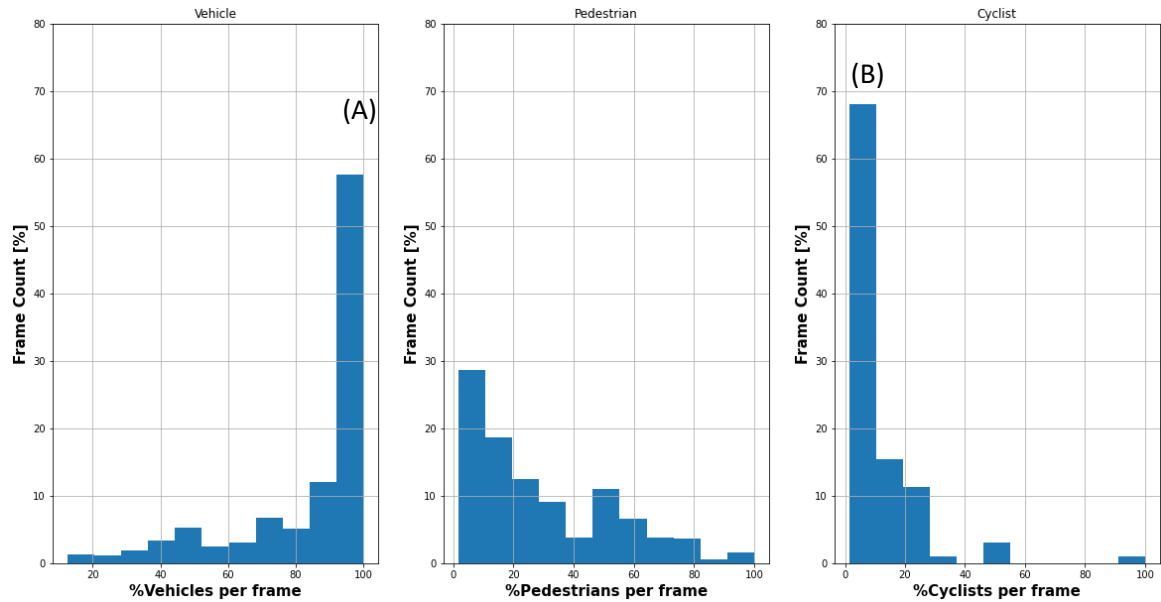 Vehicle
80
70
60
50
40
30
20
10
0
Frame Count [%]
(A)
20 40 60 80 100
%Vehicles per frame
Pedestrian
80
70
60
50
40
30
20
10
0
Frame Count [%]
0 20 40 60 80 100
%Pedestrians per frame
Cyclist
80
70
60
50
40
30
20
10
0
Frame Count [%]
(B)
0 20 40 60 80 100
%Cyclists per frame